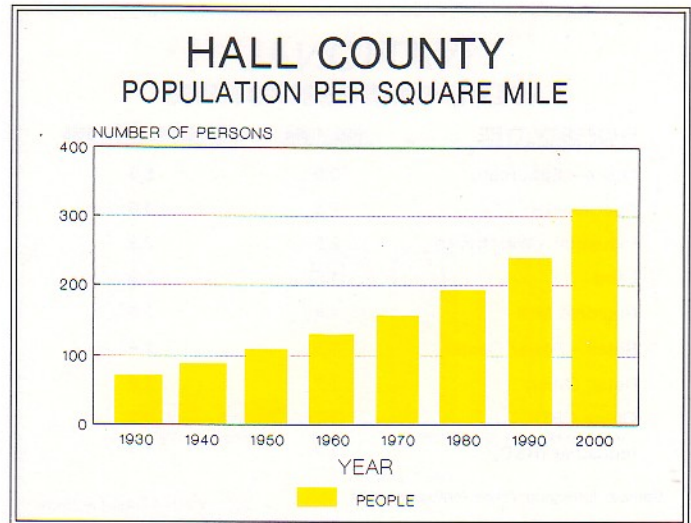 HALL COUNTY
POPULATION PER SQUARE MILE
NUMBER OF PERSONS
400
300
200
100
0
1930 1940 1950 1960 1970 1980 1990 2000
YEAR
PEOPLE